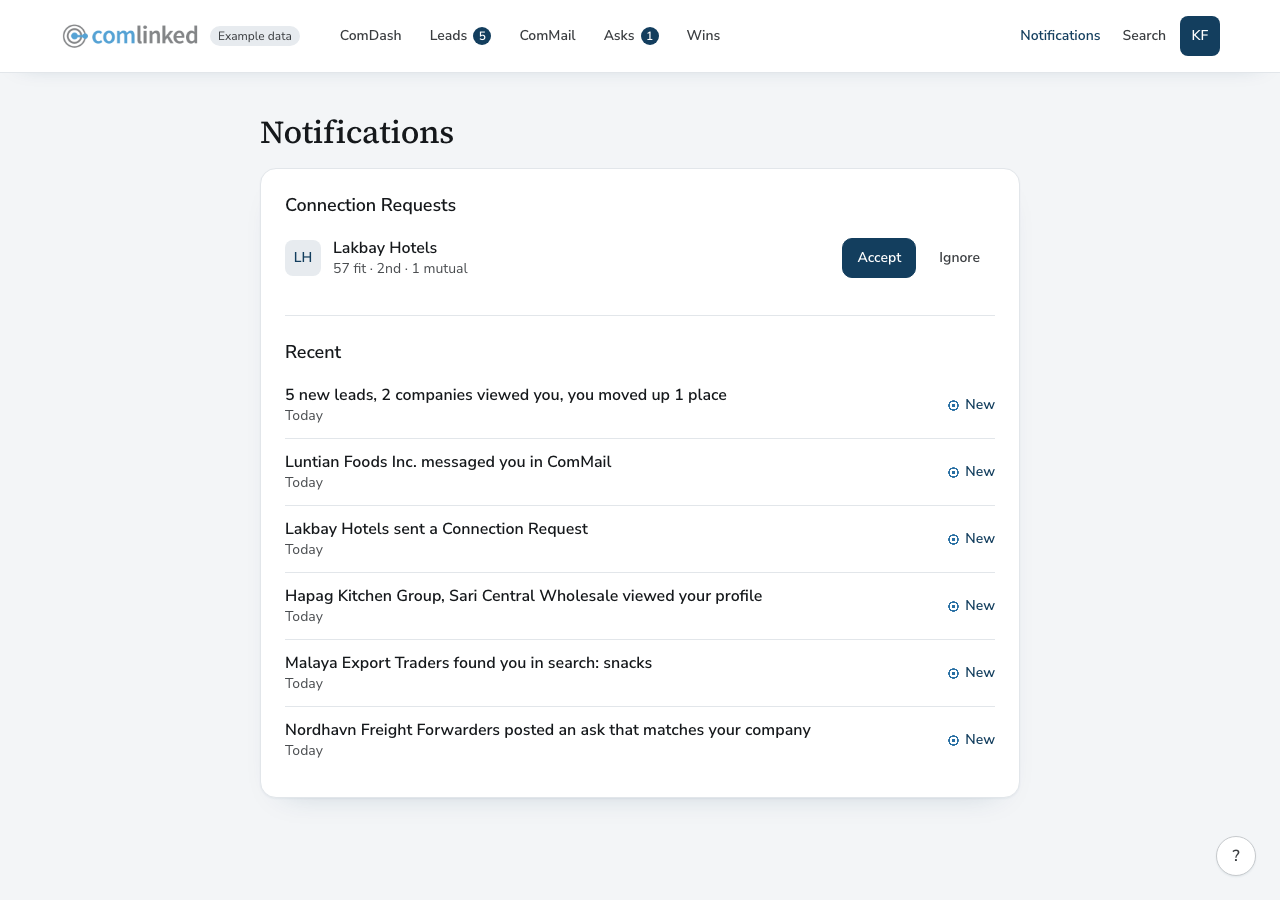 comlinked
Example data
ComDash
Leads 5
ComMail
Asks 1
Wins
Notifications
Search
KF
Notifications
Connection Requests
LH
Lakbay Hotels
57 fit · 2nd · 1 mutual
Accept
Ignore
Recent
5 new leads, 2 companies viewed you, you moved up 1 place
Today
New
Luntian Foods Inc. messaged you in ComMail
Today
New
Lakbay Hotels sent a Connection Request
Today
New
Hapag Kitchen Group, Sari Central Wholesale viewed your profile
Today
New
Malaya Export Traders found you in search: snacks
Today
New
Nordhavn Freight Forwarders posted an ask that matches your company
Today
New
?